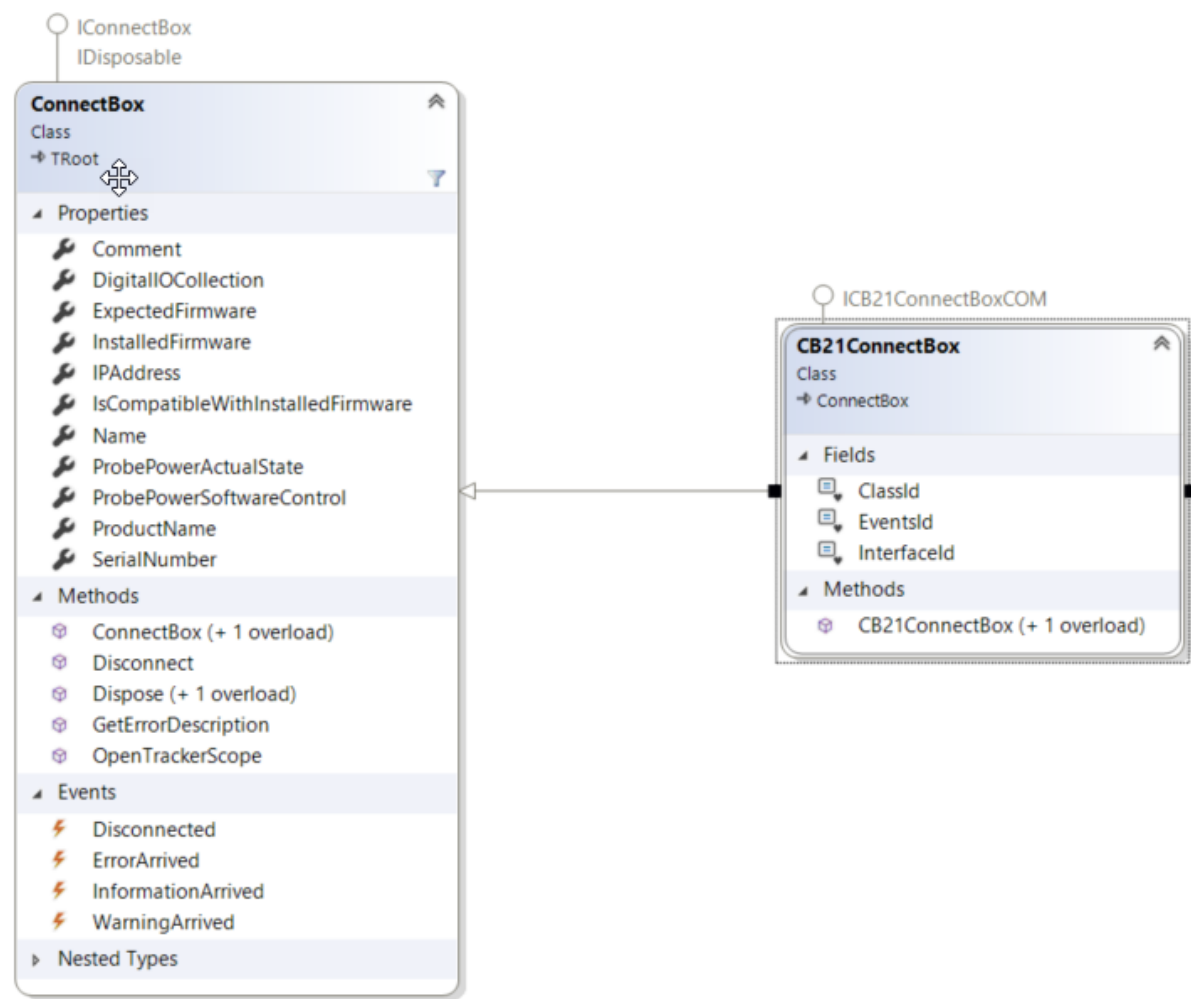 IConnectBox
IDisposable
ConnectBox
Class
TRoot
Properties
Comment
DigitalIOCollection
ExpectedFirmware
InstalledFirmware
IPAddress
IsCompatibleWithInstalledFirmware
Name
ProbePowerActualState
ProbePowerSoftwareControl
ProductName
SerialNumber
Methods
ConnectBox (+ 1 overload)
Disconnect
Dispose (+ 1 overload)
GetErrorDescription
OpenTrackerScope
Events
Disconnected
ErrorArrived
InformationArrived
WarningArrived
Nested Types
ICB21ConnectBoxCOM
CB21ConnectBox
Class
ConnectBox
Fields
ClassId
EventsId
InterfaceId
Methods
CB21ConnectBox (+ 1 overload)